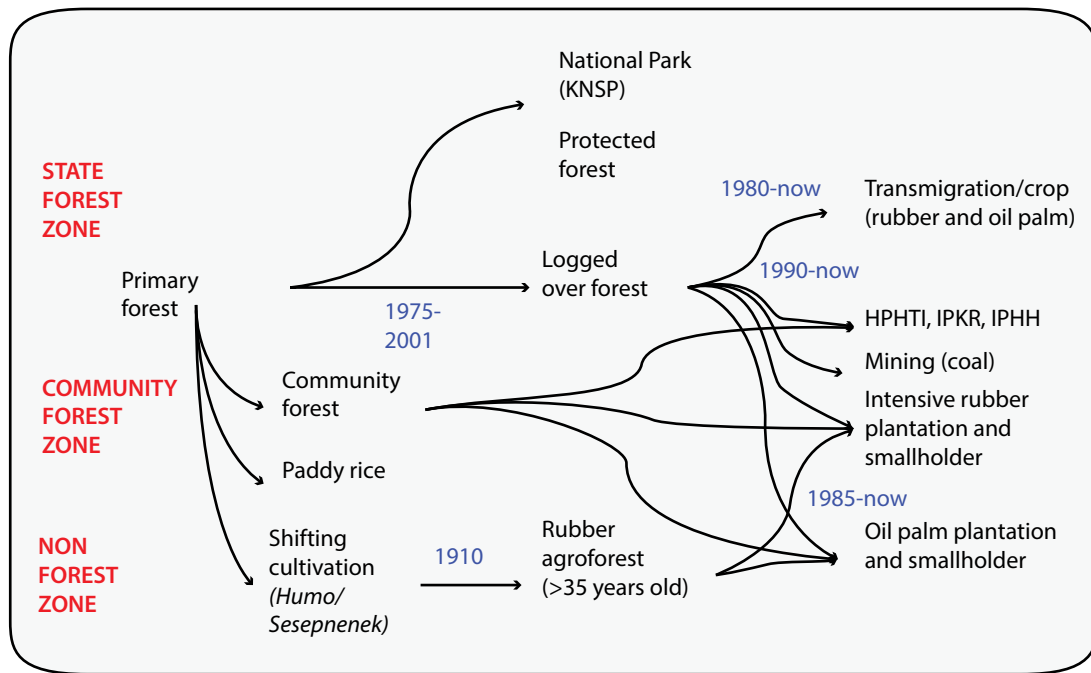 National Park
(KNSP)
Protected
forest
STATE
FOREST
ZONE
1980-now
Transmigration/crop
(rubber and oil palm)
Primary
forest
1975-
2001
Logged
over forest
1990-now
HPHTI, IPKR, IPHH
Mining (coal)
COMMUNITY
FOREST
ZONE
Community
forest
Intensive rubber
plantation and
smallholder
Paddy rice
1985-now
NON
FOREST
ZONE
Shifting
cultivation
(Humo/
Sesepnenek)
1910
Rubber
agroforest
(>35 years old)
Oil palm plantation
and smallholder